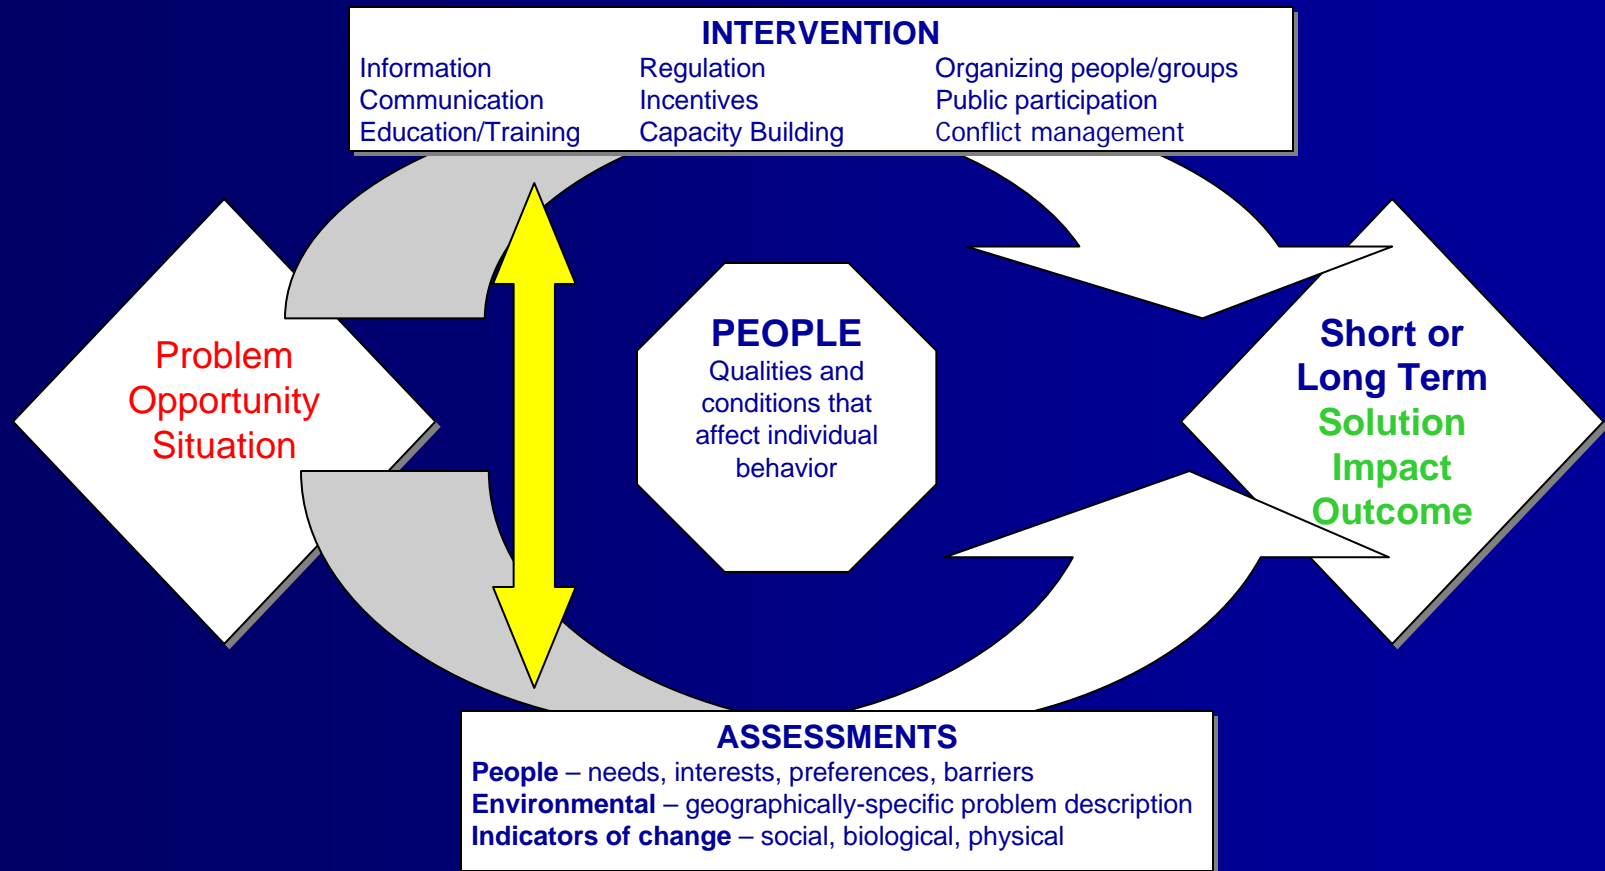 INTERVENTION
Information Regulation Organizing people/groups
Communication Incentives Public participation
Education/Training Capacity Building Conflict management
Problem
Opportunity
Situation
PEOPLE
Qualities and
conditions that
affect individual
behavior
Short or
Long Term
Solution
Impact
Outcome
ASSESSMENTS
People – needs, interests, preferences, barriers
Environmental – geographically-specific problem description
Indicators of change – social, biological, physical